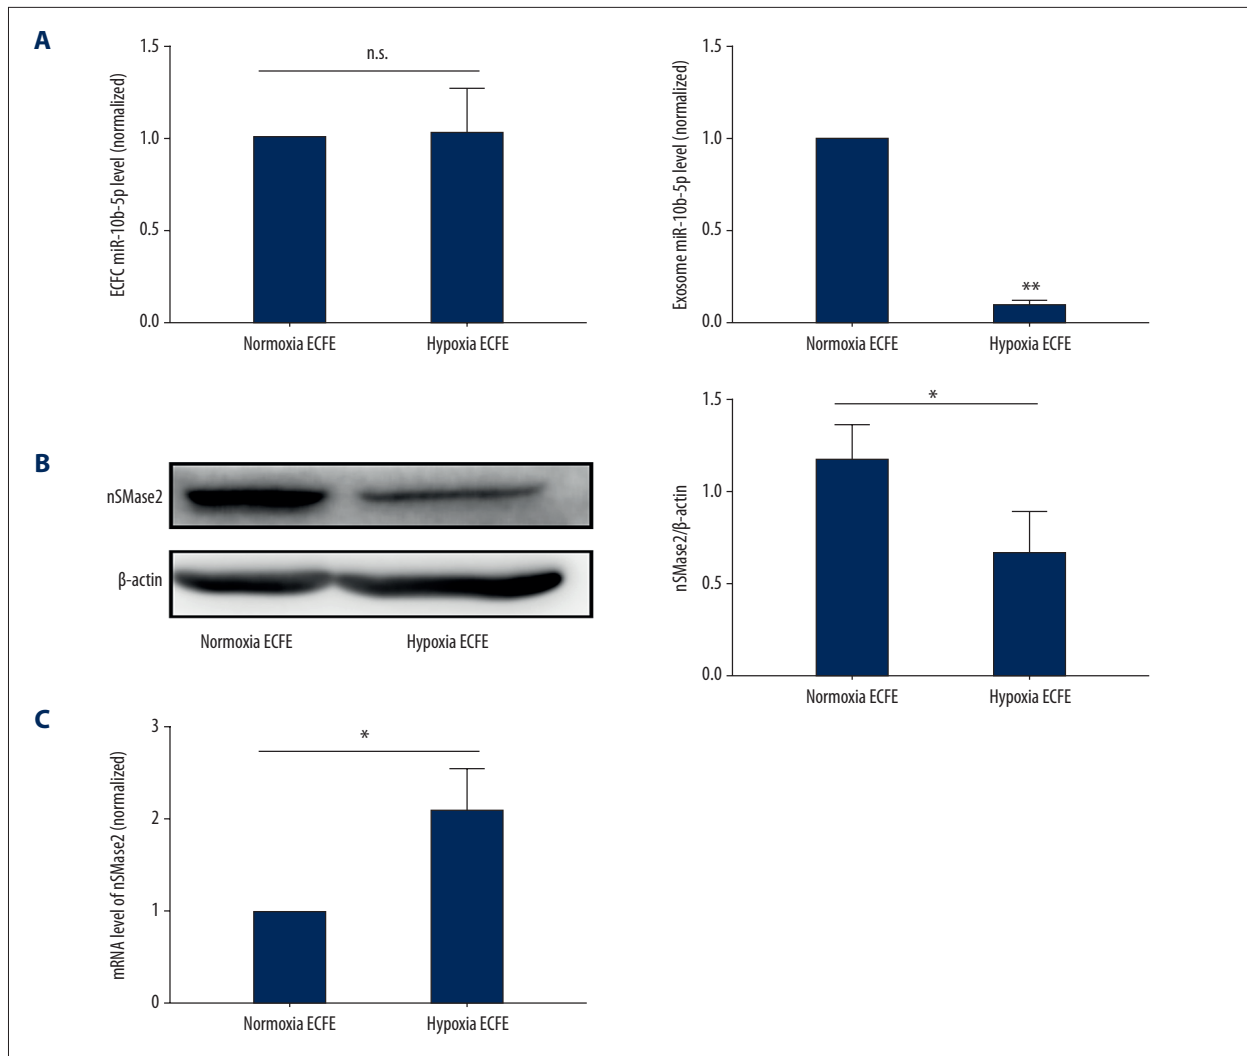 A
1.5
1.0
0.5
0.0
ECFC miR-10b-5p level (normalized)
n.s.
Normoxia ECFE
Hypoxia ECFE
1.5
1.0
0.5
0.0
Exosome miR-10b-5p level (normalized)
**
Normoxia ECFE
Hypoxia ECFE
B
nSMase2
β-actin
Normoxia ECFE
Hypoxia ECFE
1.5
1.0
0.5
0.0
nSMase2/β-actin
*
Normoxia ECFE
Hypoxia ECFE
C
3
2
1
0
mRNA level of nSMase2 (normalized)
*
Normoxia ECFE
Hypoxia ECFE